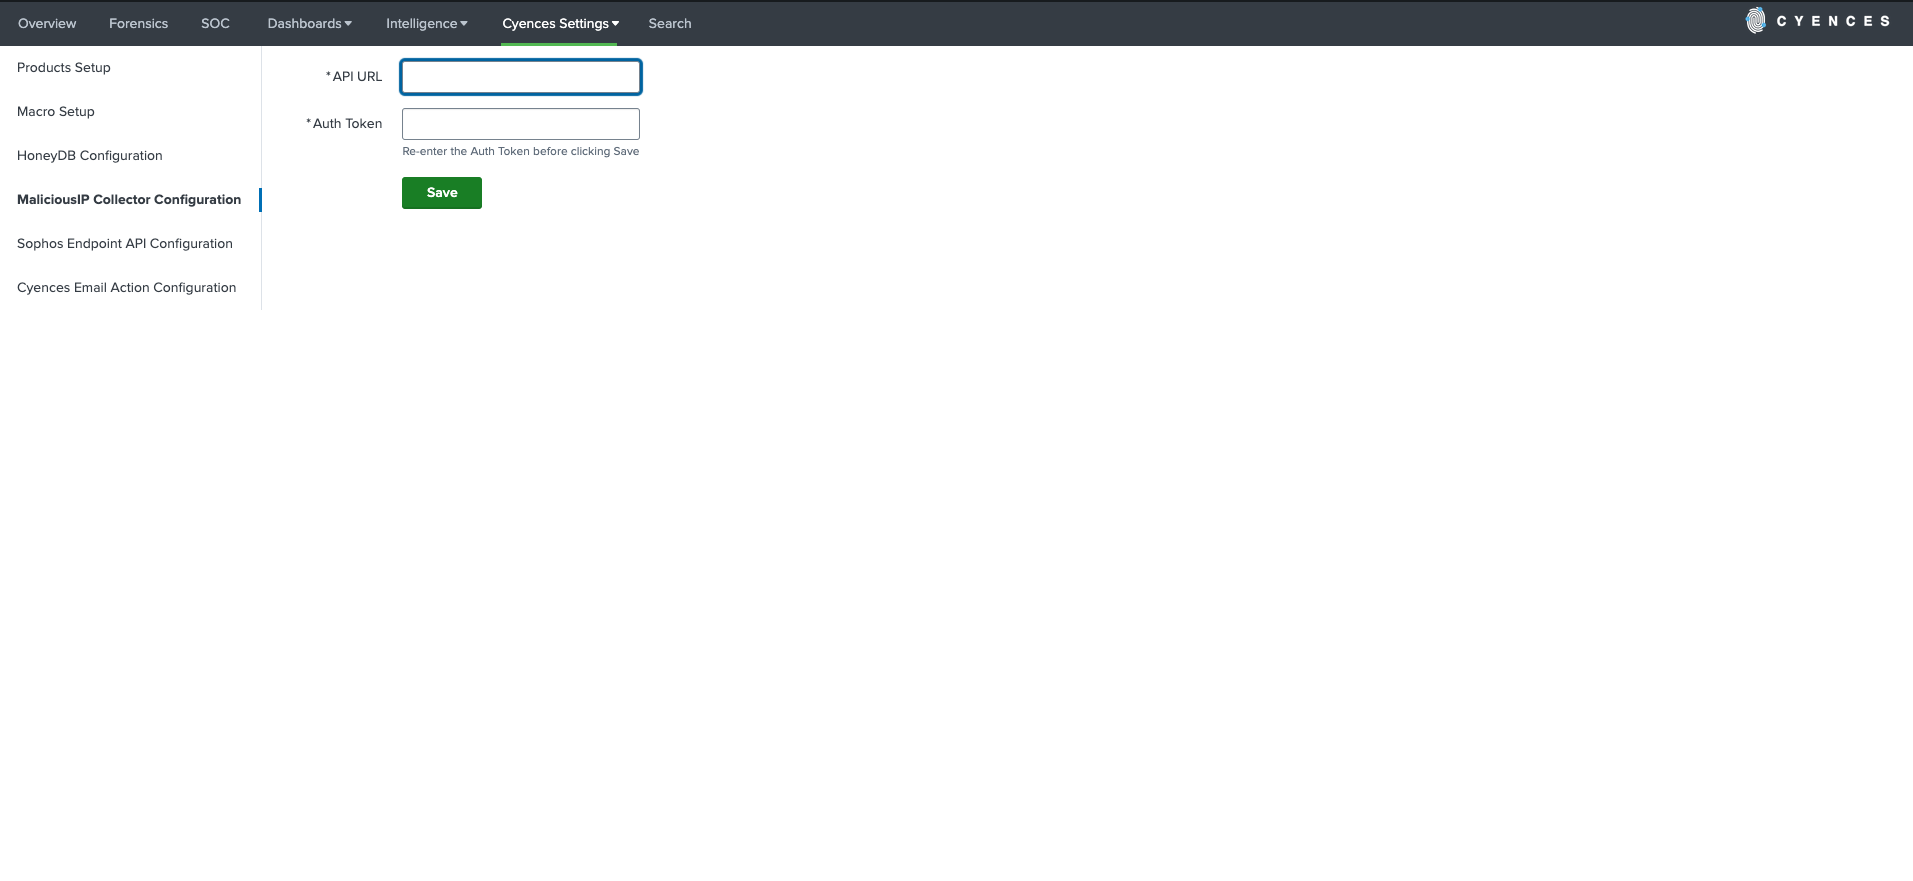 Overview Forensics SOC Dashboards Intelligence Cyences Settings Search CYENCES
Products Setup
Macro Setup
HoneyDB Configuration
MaliciousIP Collector Configuration
Sophos Endpoint API Configuration
Cyences Email Action Configuration
*API URL
*Auth Token
Re-enter the Auth Token before clicking Save
Save